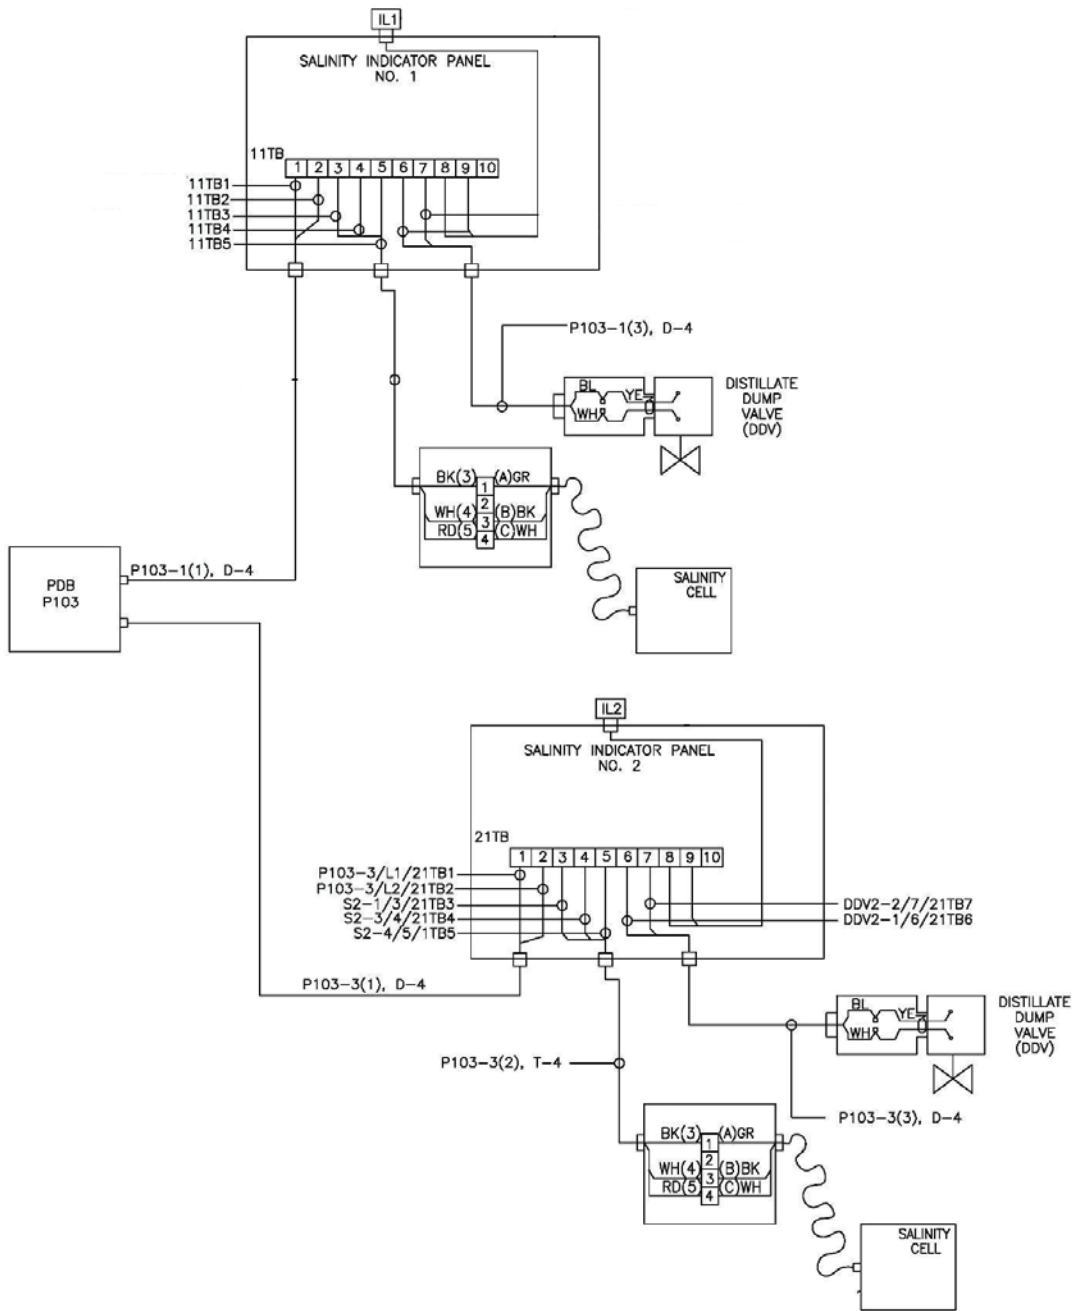 IL1
SALINITY INDICATOR PANEL
NO. 1
11TB
1 2 3 4 5 6 7 8 9 10
11TB1
11TB2
11TB3
11TB4
11TB5
P103-1(3), D-4
BL
YE
WH
DISTILLATE
DUMP
VALVE
(DDV)
BK(3) 1 (A)GR
2
WH(4) 3 (B)BK
RD(5) 4 (C)WH
SALINITY
CELL
PDB
P103
P103-1(1), D-4
IL2
SALINITY INDICATOR PANEL
NO. 2
21TB
1 2 3 4 5 6 7 8 9 10
P103-3/L1/21TB1
P103-3/L2/21TB2
S2-1/3/21TB3
S2-3/4/21TB4
S2-4/5/1TB5
DDV2-2/7/21TB7
DDV2-1/6/21TB6
P103-3(1), D-4
BL
YE
WH
DISTILLATE
DUMP
VALVE
(DDV)
P103-3(2), T-4
P103-3(3), D-4
BK(3) 1 (A)GR
2
WH(4) 3 (B)BK
RD(5) 4 (C)WH
SALINITY
CELL